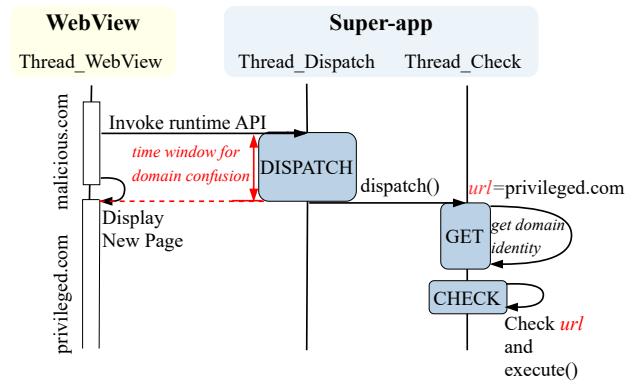 WebView
Super-app
Thread_WebView
Thread_Dispatch
Thread_Check
malicious.com
Invoke runtime API
time window for
domain confusion
DISPATCH
dispatch()
url=privileged.com
Display
New Page
GET
get domain
identity
privileged.com
CHECK
Check url
and
execute()